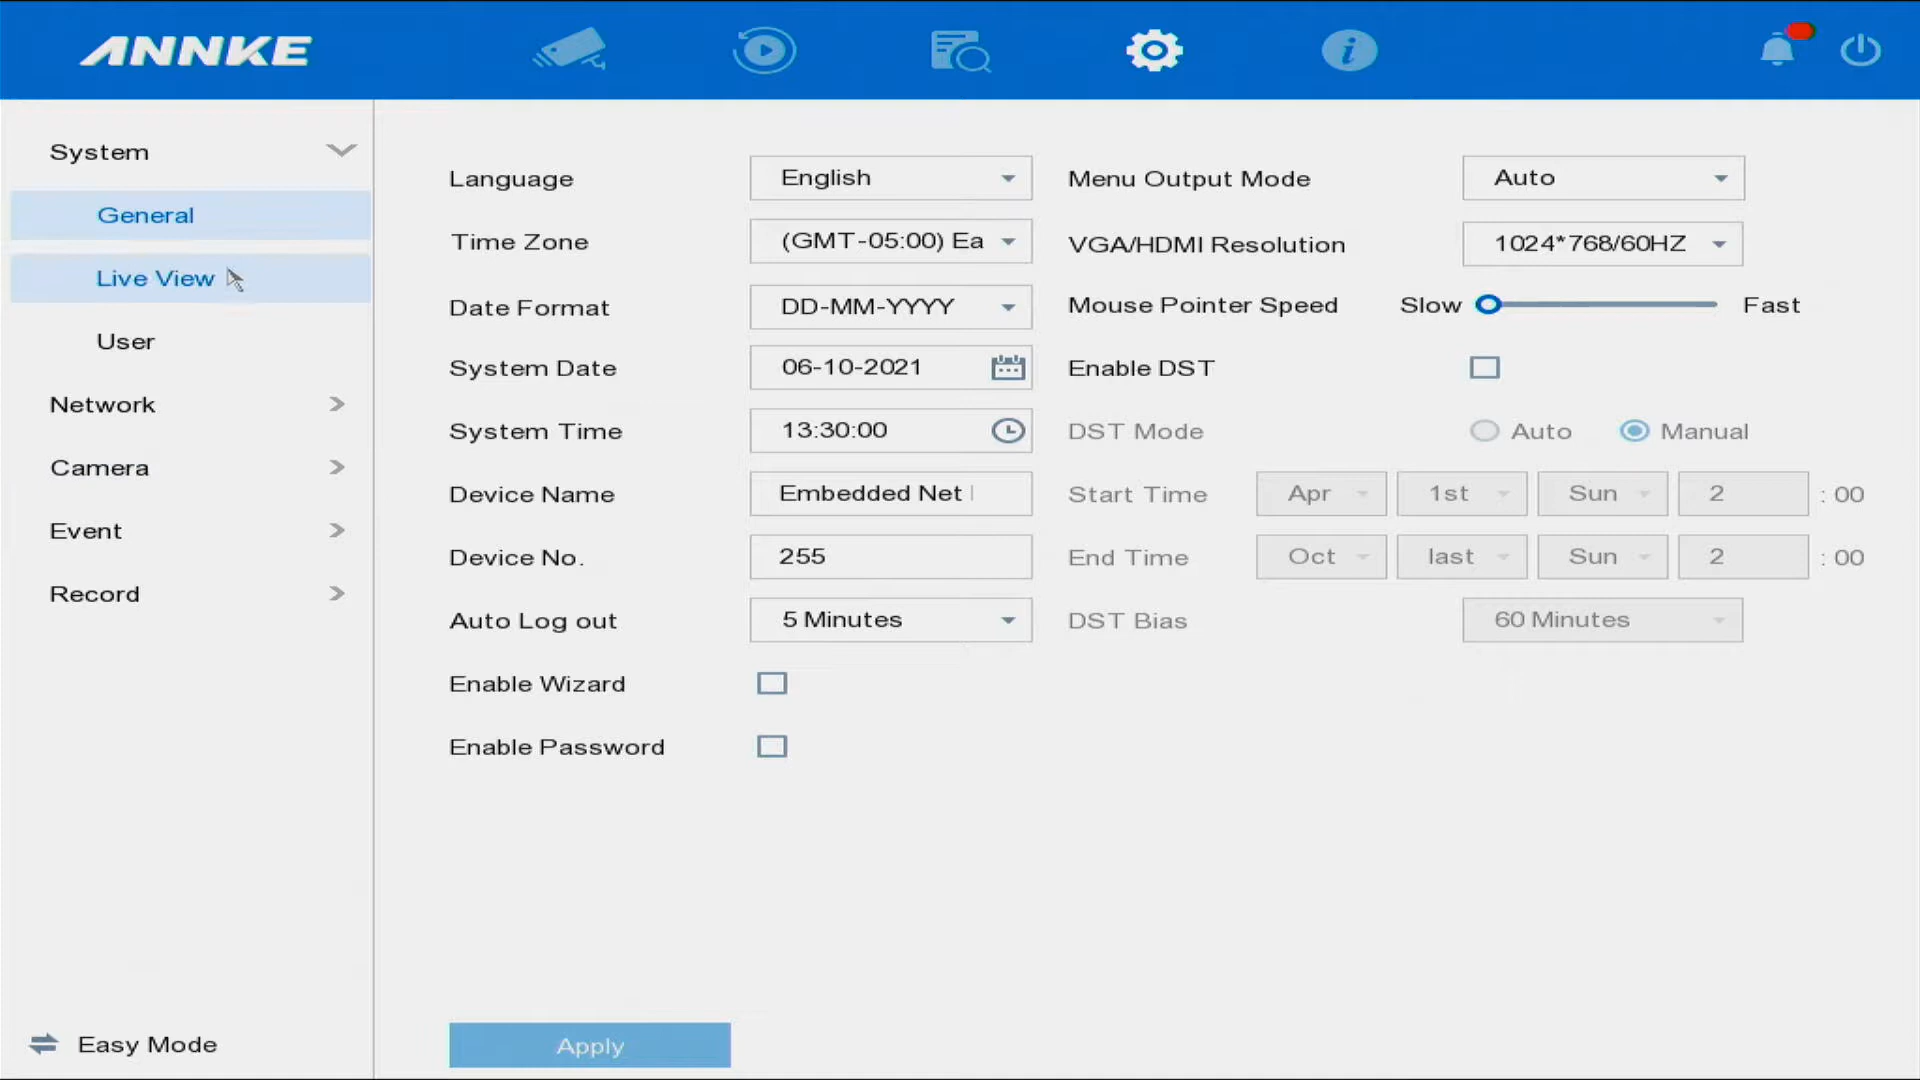 ANNKE
System
General
Live View
User
Network
Camera
Event
Record
Easy Mode
Language English
Time Zone (GMT-05:00) Ea
Date Format DD-MM-YYYY
System Date 06-10-2021
System Time 13:30:00
Device Name Embedded Net
Device No. 255
Auto Log out 5 Minutes
Enable Wizard
Enable Password
Menu Output Mode Auto
VGA/HDMI Resolution 1024*768/60HZ
Mouse Pointer Speed Slow Fast
Enable DST
DST Mode Auto Manual
Start Time Apr 1st Sun 2 : 00
End Time Oct last Sun 2 : 00
DST Bias 60 Minutes
Apply